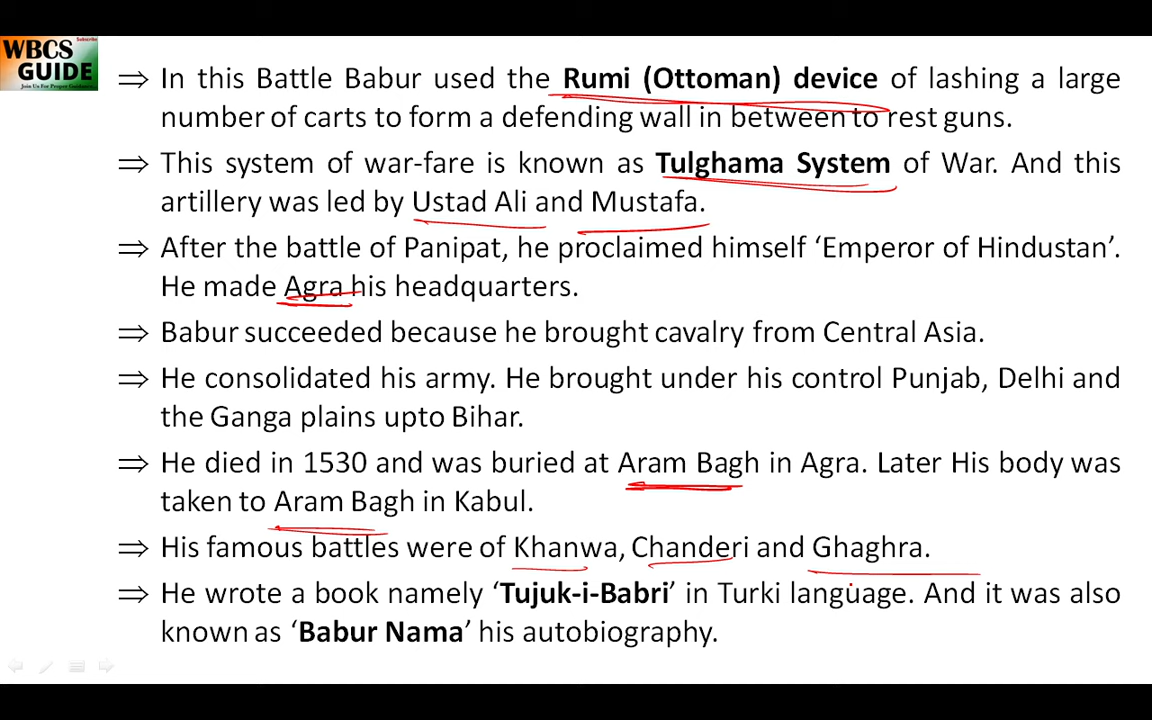 Subscribe
WBCS
GUIDE
Join Us For Proper Guidance
⇒ In this Battle Babur used the Rumi (Ottoman) device of lashing a large
number of carts to form a defending wall in between to rest guns.
⇒ This system of war-fare is known as Tulghama System of War. And this
artillery was led by Ustad Ali and Mustafa.
⇒ After the battle of Panipat, he proclaimed himself ‘Emperor of Hindustan’.
He made Agra his headquarters.
⇒ Babur succeeded because he brought cavalry from Central Asia.
⇒ He consolidated his army. He brought under his control Punjab, Delhi and
the Ganga plains upto Bihar.
⇒ He died in 1530 and was buried at Aram Bagh in Agra. Later His body was
taken to Aram Bagh in Kabul.
⇒ His famous battles were of Khanwa, Chanderi and Ghaghra.
⇒ He wrote a book namely ‘Tujuk-i-Babri’ in Turki language. And it was also
known as ‘Babur Nama’ his autobiography.